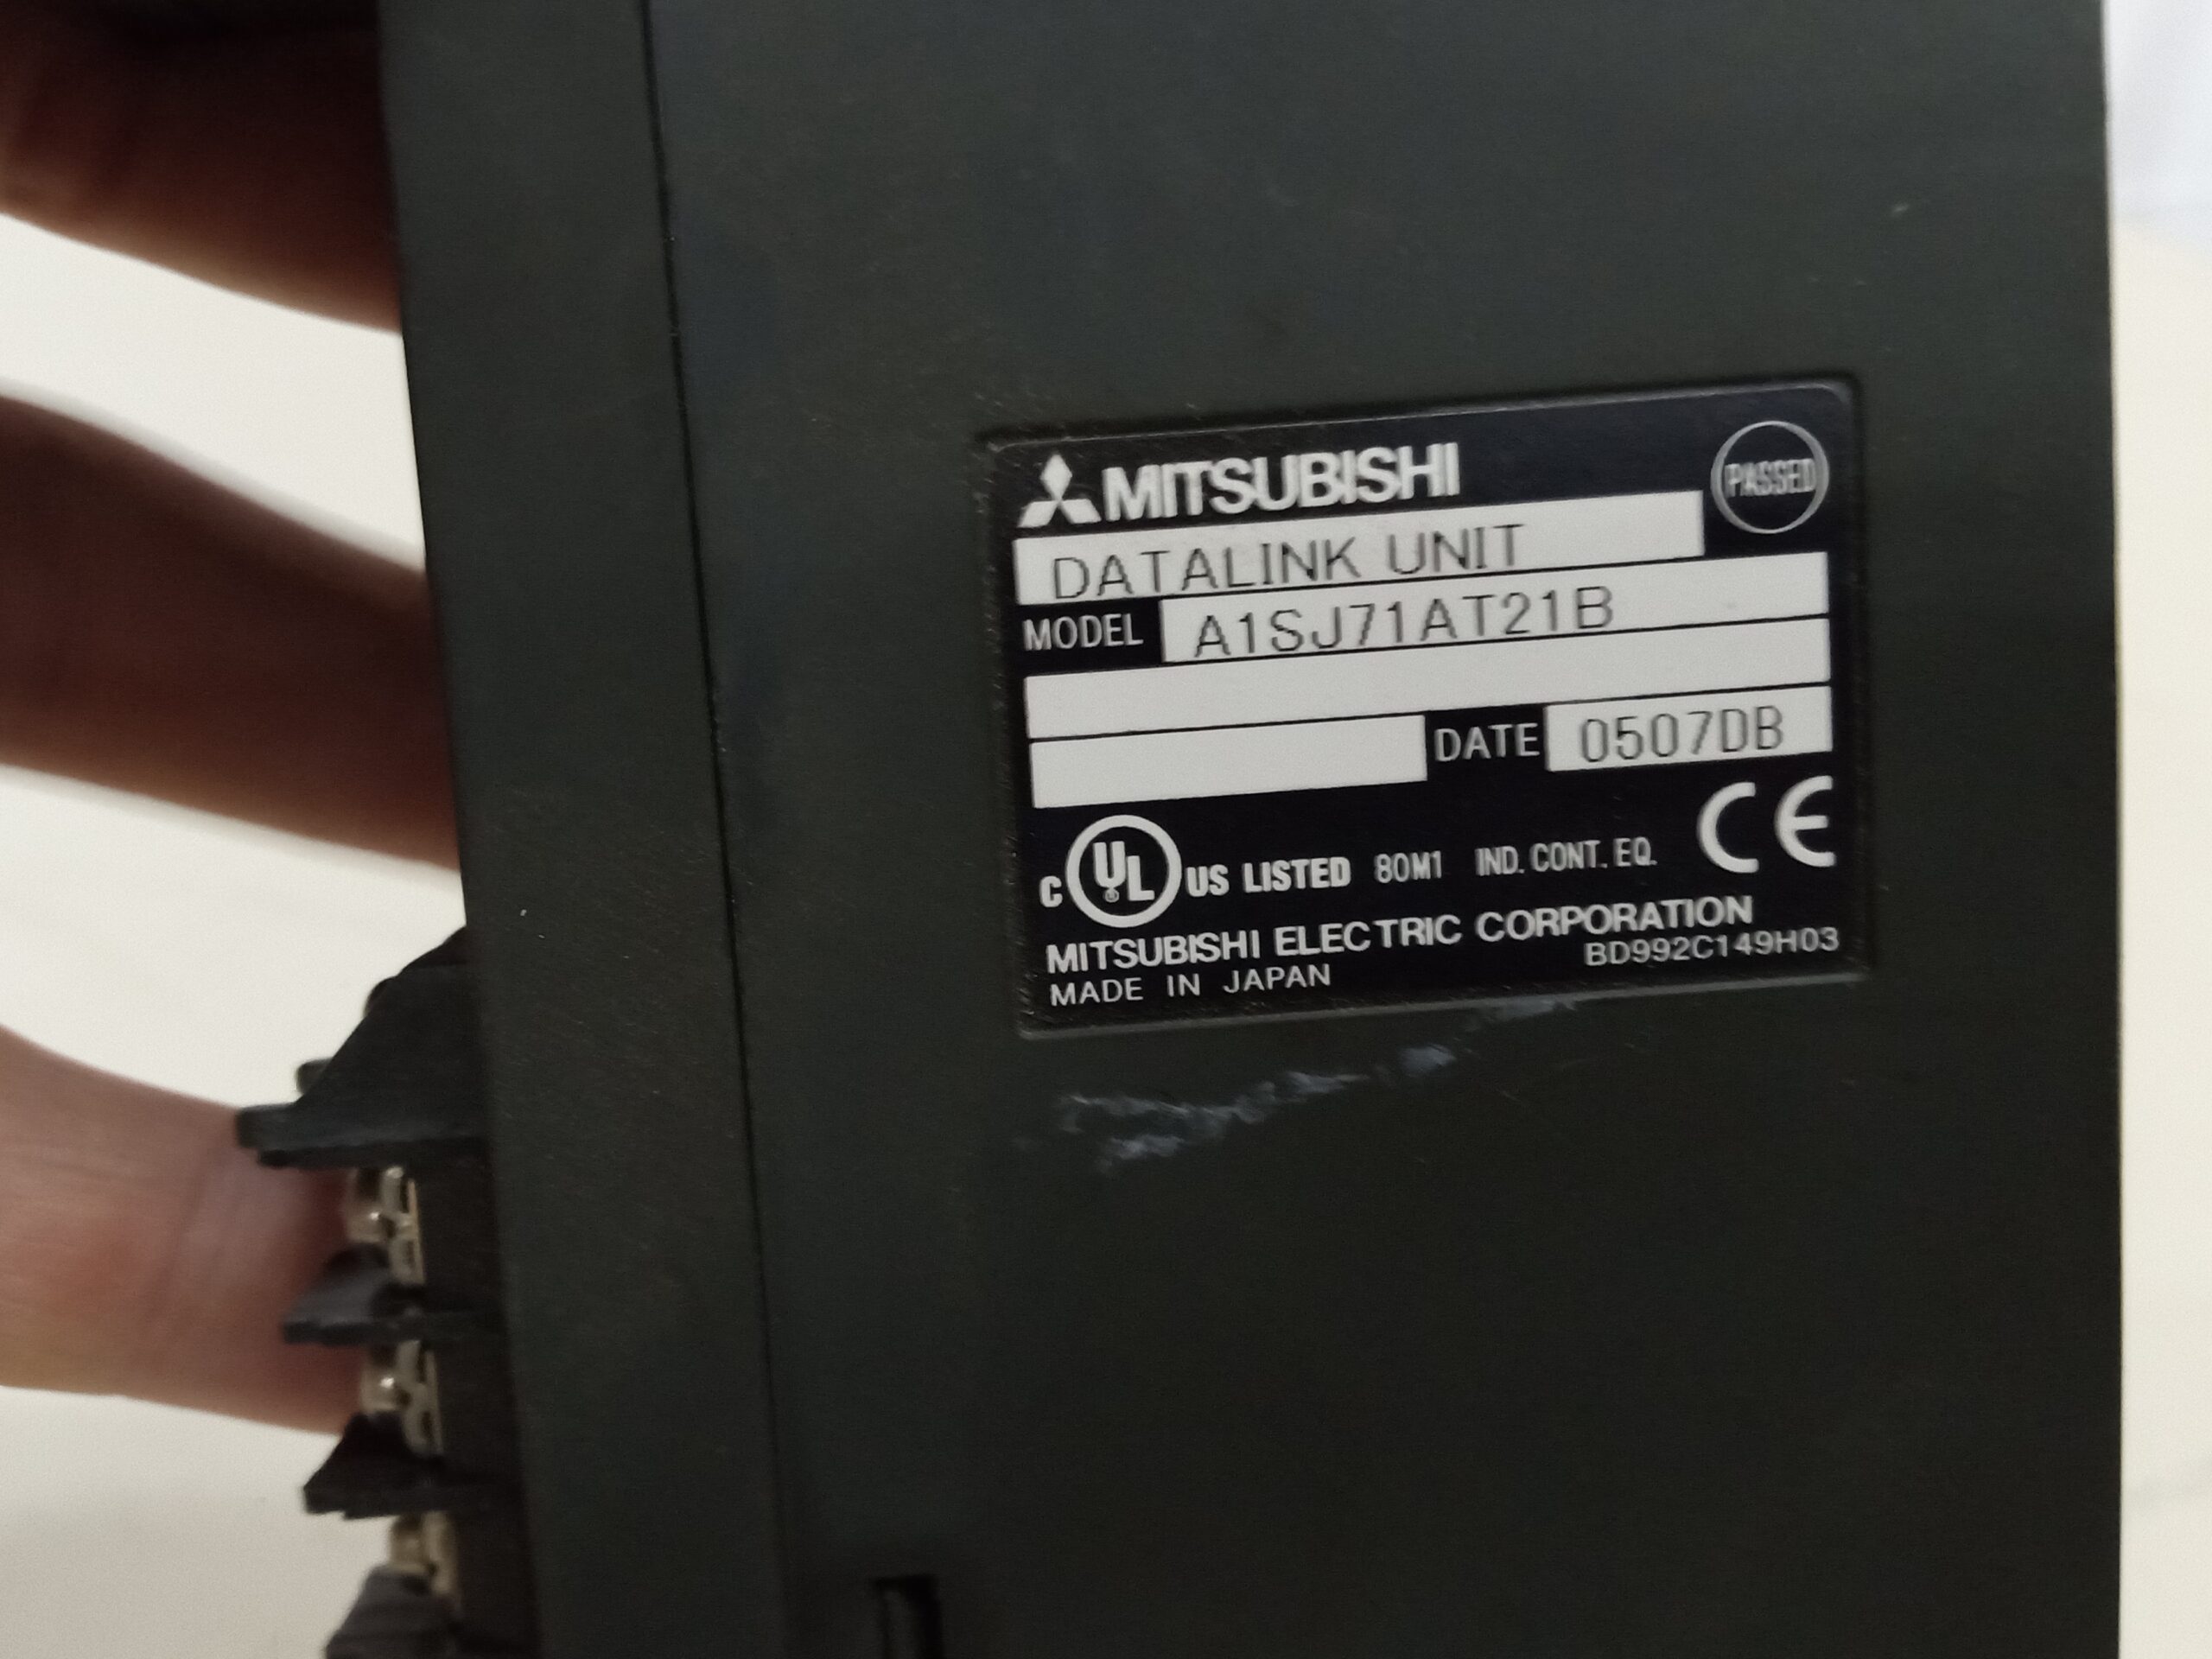 MITSUBISHI
PASSED
DATALINK UNIT
MODEL A1SJ71AT21B
DATE 0507DB
C UL US LISTED 80M1 IND. CONT. EQ. CE
MITSUBISHI ELECTRIC CORPORATION
BD992C149H03
MADE IN JAPAN